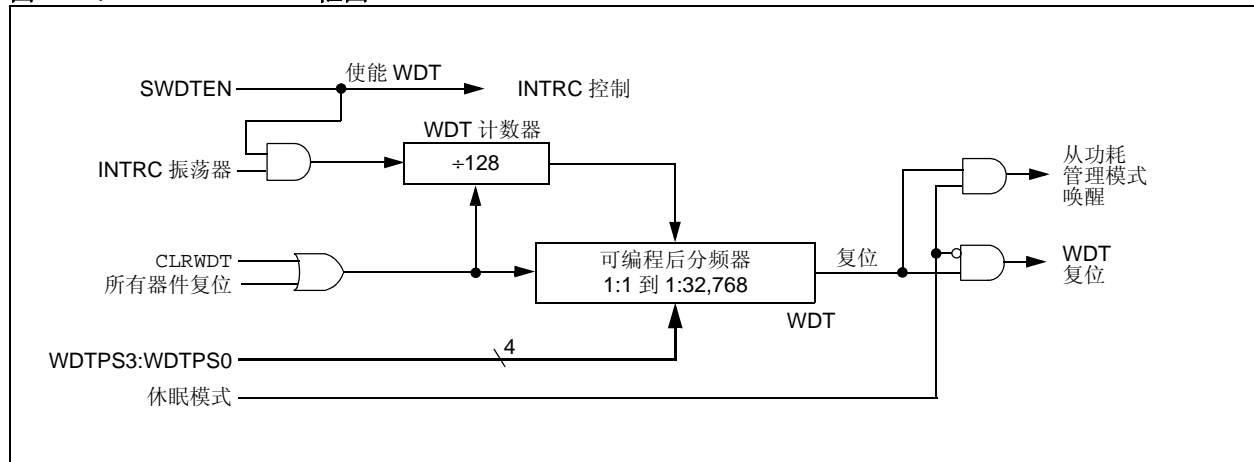 使能 WDT
SWDTEN
INTRC 控制
WDT 计数器
INTRC 振荡器
÷128
从功耗
管理模式
唤醒
CLRWDT
所有器件复位
可编程后分频器
1:1 到 1:32,768
复位
WDT
复位
WDT
4
WDTPS3:WDTPS0
休眠模式